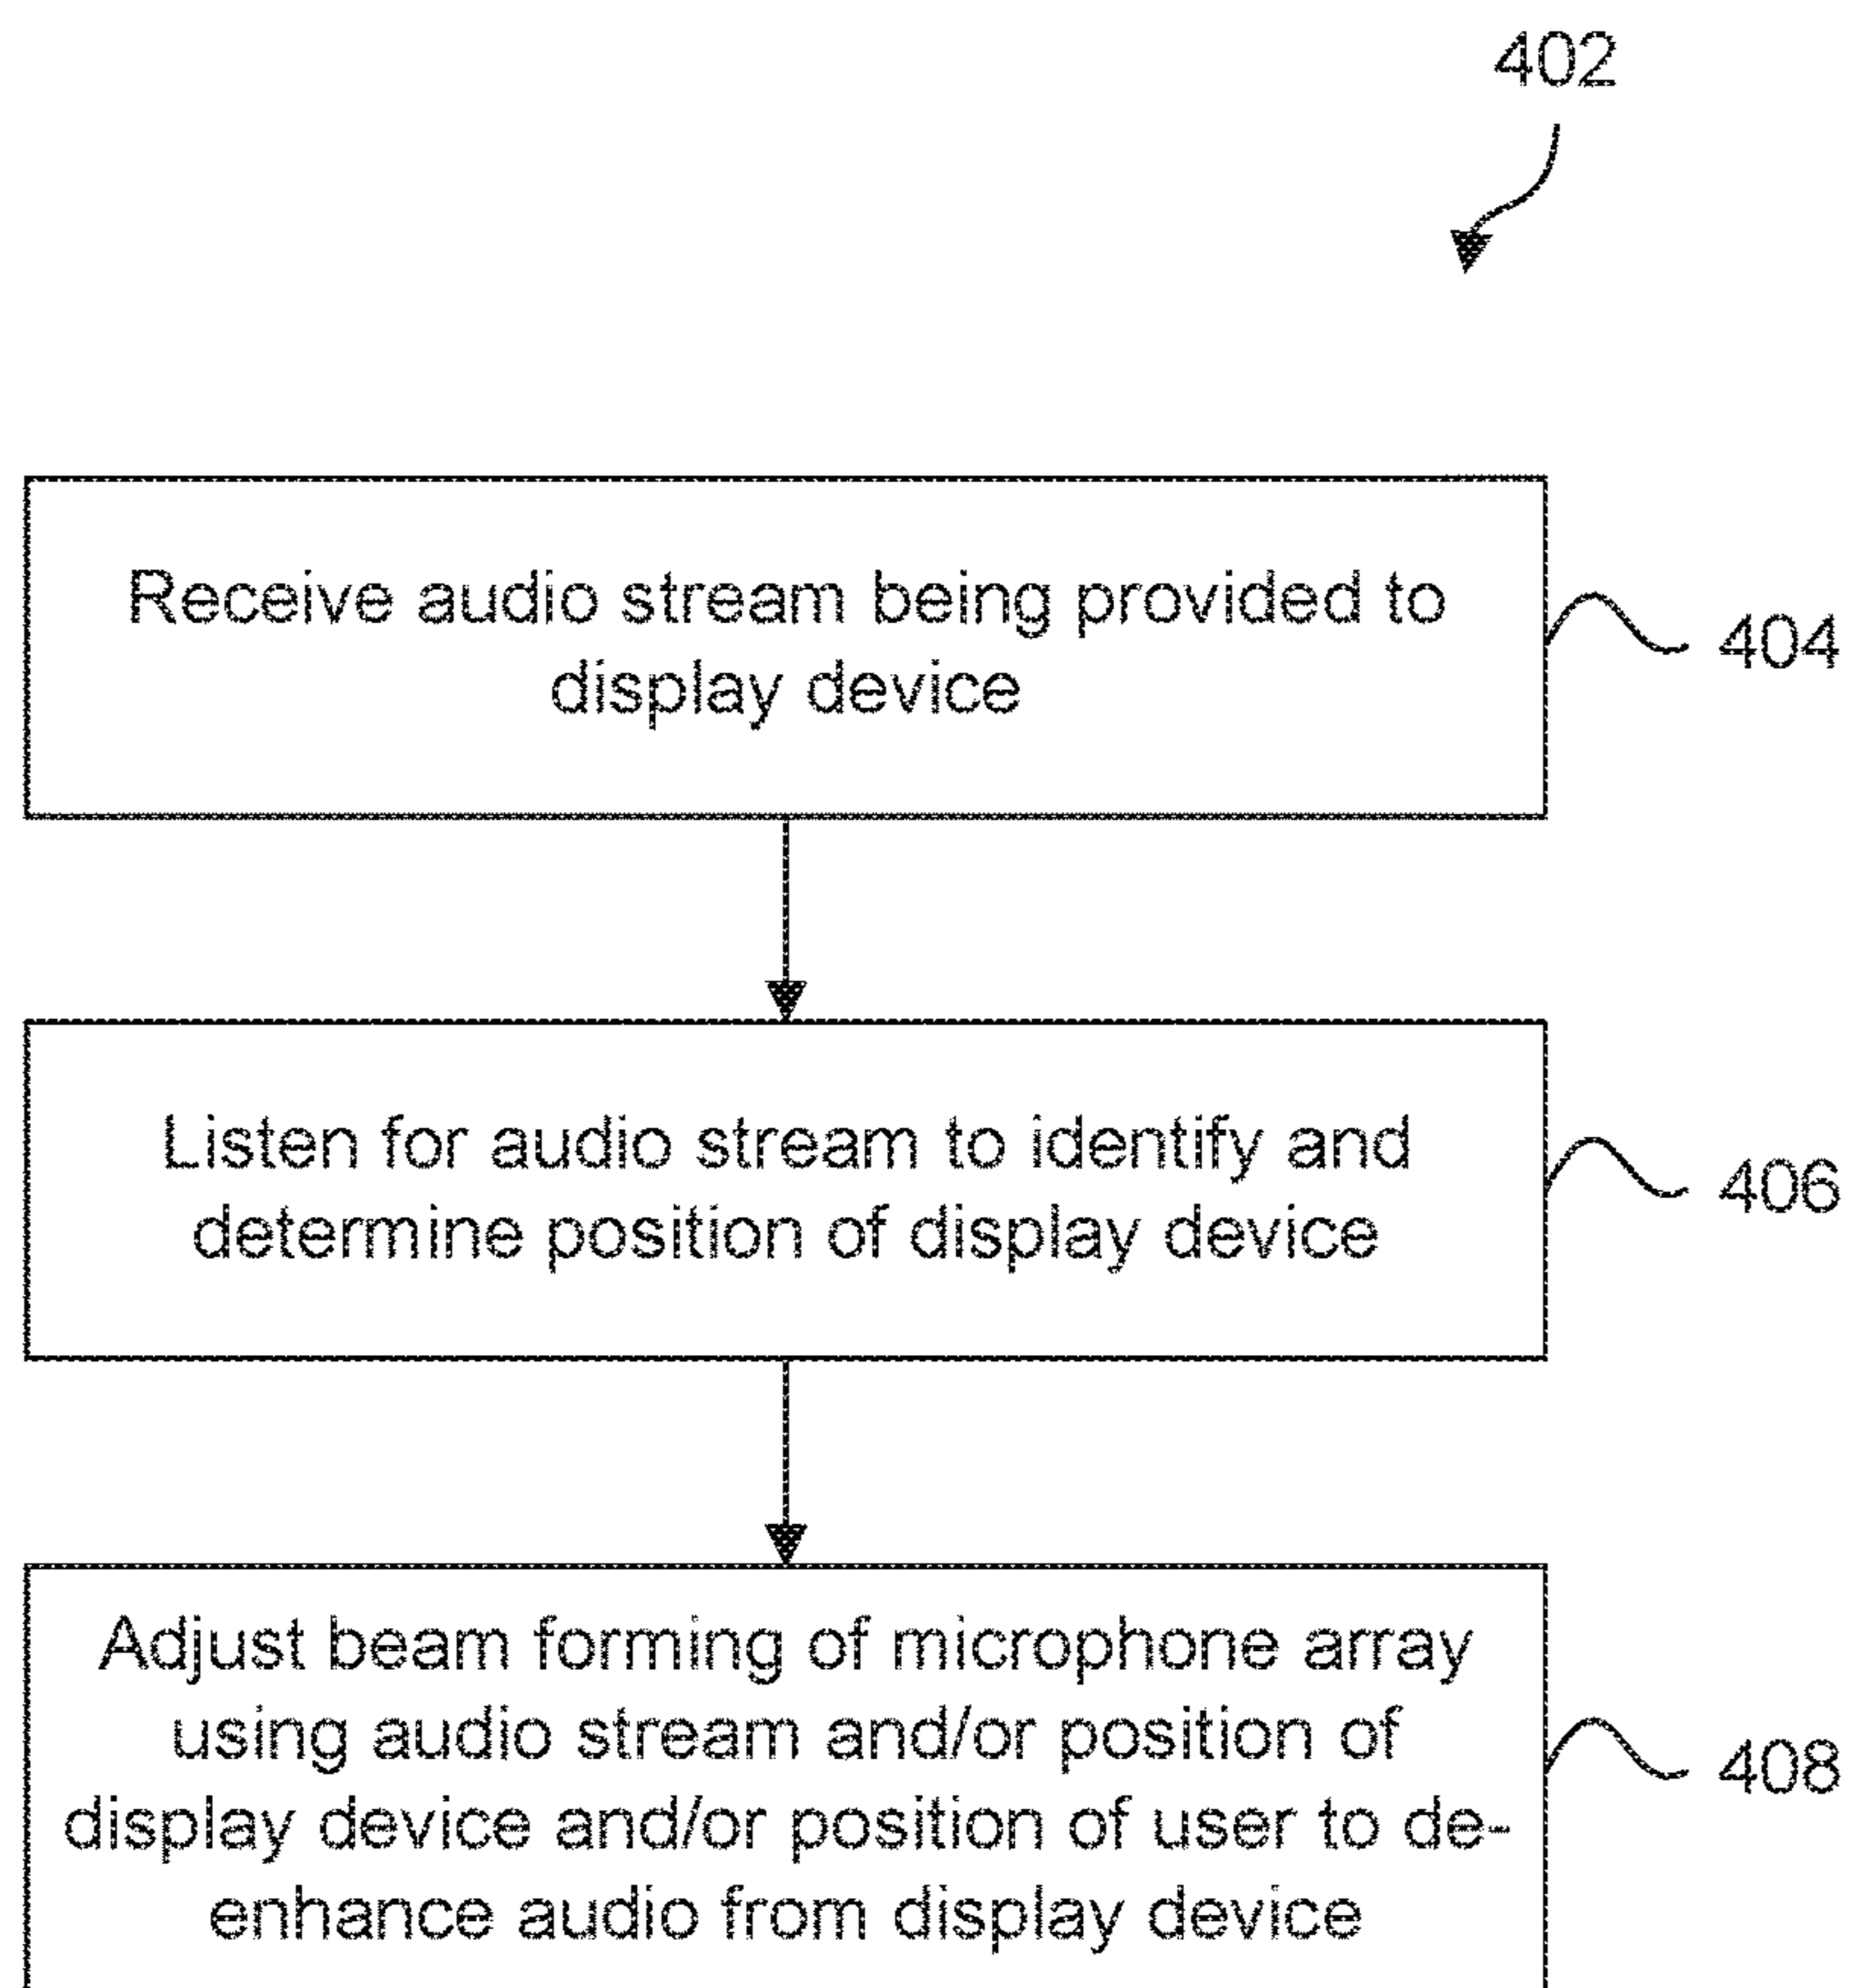 402
Receive audio stream being provided to
display device
404
Listen for audio stream to identify and
determine position of display device
406
Adjust beam forming of microphone array
using audio stream and/or position of
display device and/or position of user to de-
enhance audio from display device
408